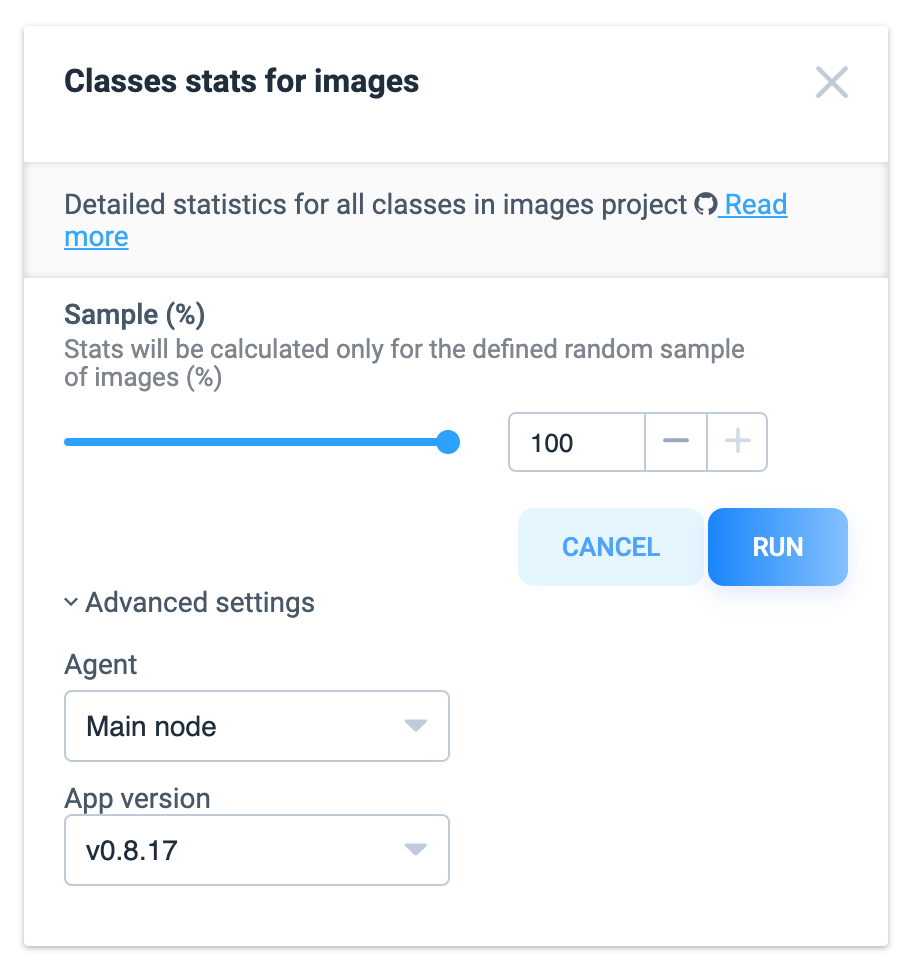 Classes stats for images
Detailed statistics for all classes in images project Read
more
Sample (%)
Stats will be calculated only for the defined random sample
of images (%)
100
CANCEL
RUN
Advanced settings
Agent
Main node
App version
v0.8.17